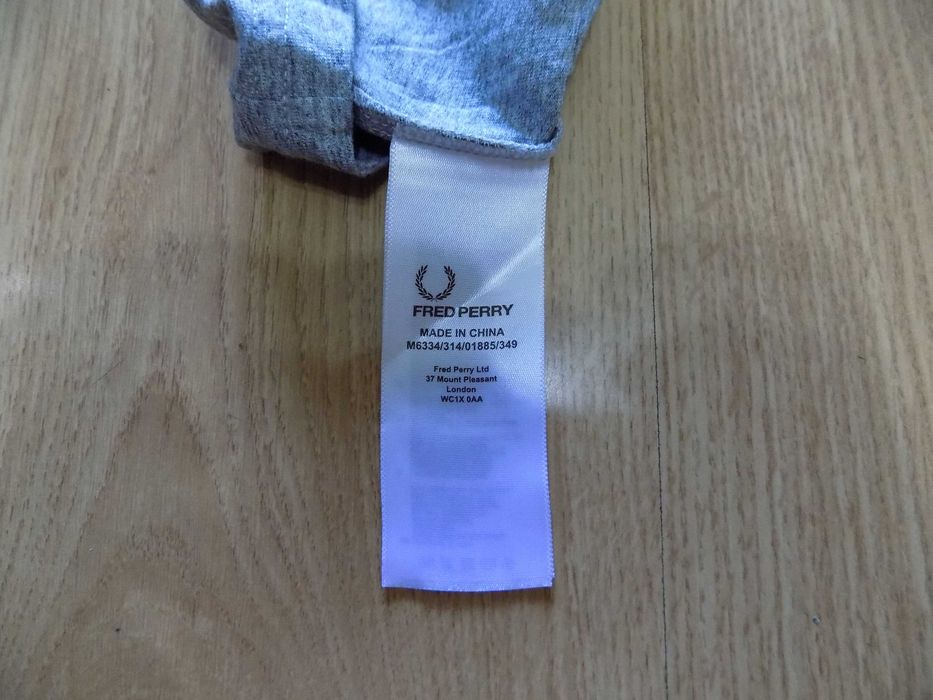 FRED PERRY
MADE IN CHINA
M6334/314/01885/349
Fred Perry Ltd
37 Mount Pleasant
London
WC1X 0AA